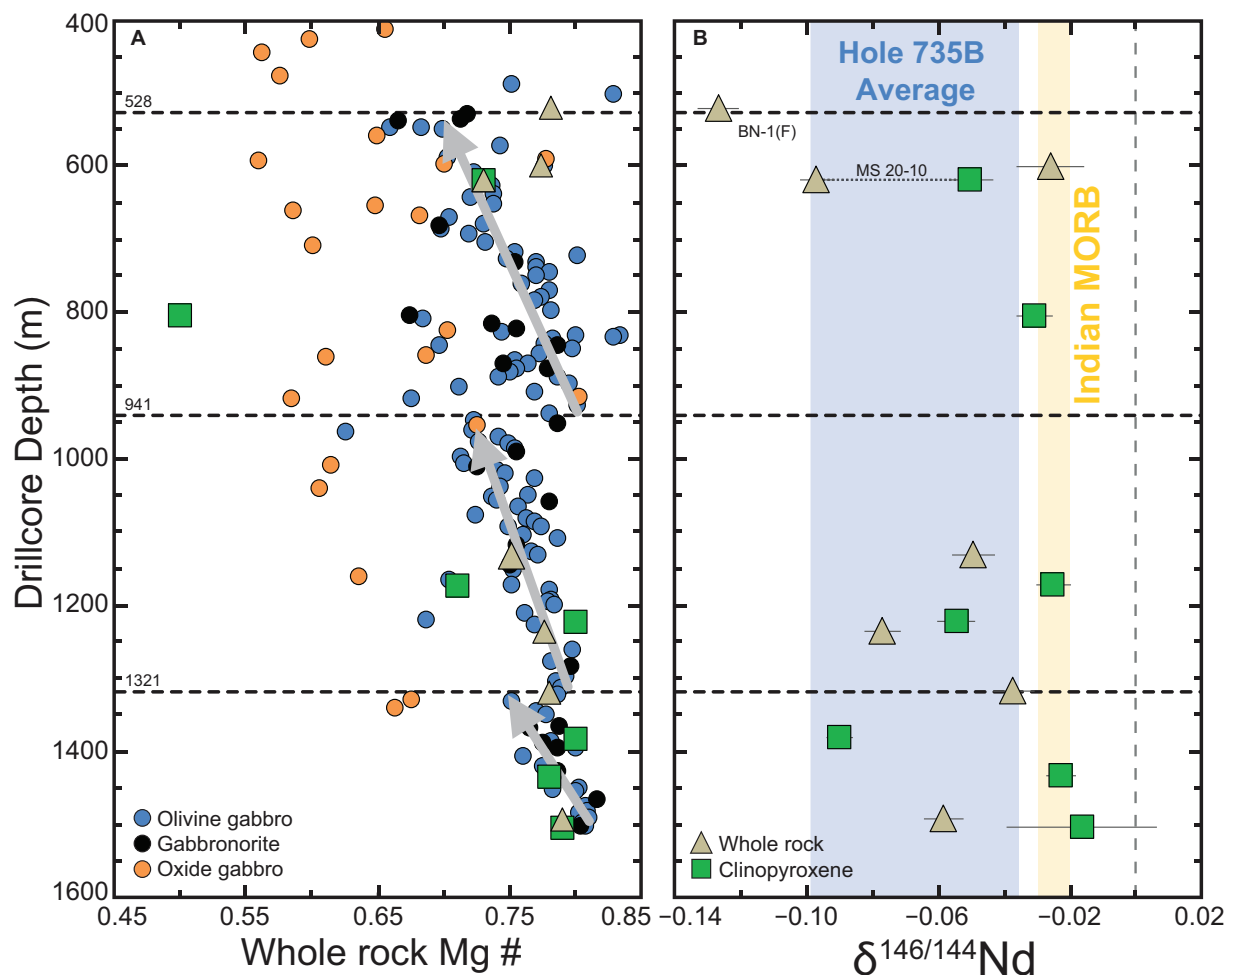 A
B
Hole 735B
Average
Indian MORB
400
600
800
1000
1200
1400
1600
Drillcore Depth (m)
528
941
1321
BN-1(F)
MS 20-10
Olivine gabbro
Gabbronorite
Oxide gabbro
Whole rock
Clinopyroxene
0.45
0.55
0.65
0.75
0.85
−0.14
−0.10
−0.06
−0.02
0.02
Whole rock Mg #
δ¹⁴⁶/¹⁴⁴Nd